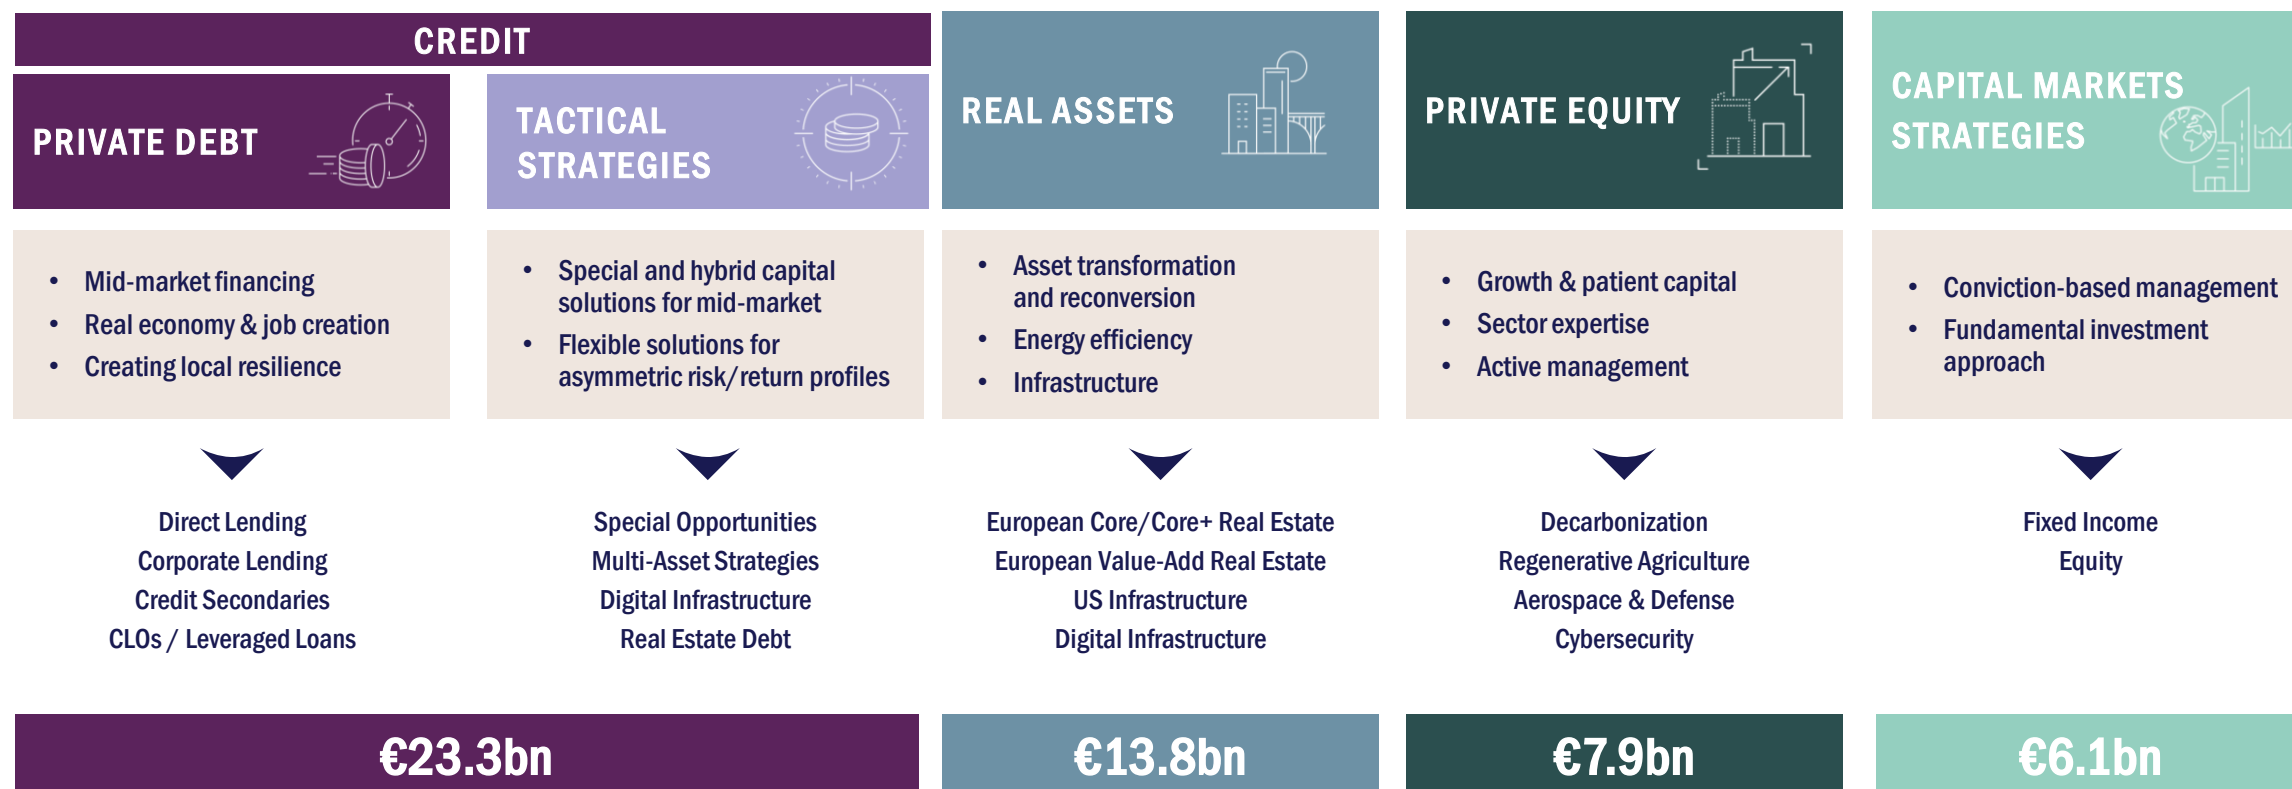 CREDIT
PRIVATE DEBT
TACTICAL
STRATEGIES
REAL ASSETS
PRIVATE EQUITY
CAPITAL MARKETS
STRATEGIES
• Mid-market financing
• Real economy & job creation
• Creating local resilience
• Special and hybrid capital
solutions for mid-market
• Flexible solutions for
asymmetric risk/return profiles
• Asset transformation
and reconversion
• Energy efficiency
• Infrastructure
• Growth & patient capital
• Sector expertise
• Active management
• Conviction-based management
• Fundamental investment
approach
Direct Lending
Corporate Lending
Credit Secondaries
CLOs / Leveraged Loans
Special Opportunities
Multi-Asset Strategies
Digital Infrastructure
Real Estate Debt
European Core/Core+ Real Estate
European Value-Add Real Estate
US Infrastructure
Digital Infrastructure
Decarbonization
Regenerative Agriculture
Aerospace & Defense
Cybersecurity
Fixed Income
Equity
€23.3bn
€13.8bn
€7.9bn
€6.1bn